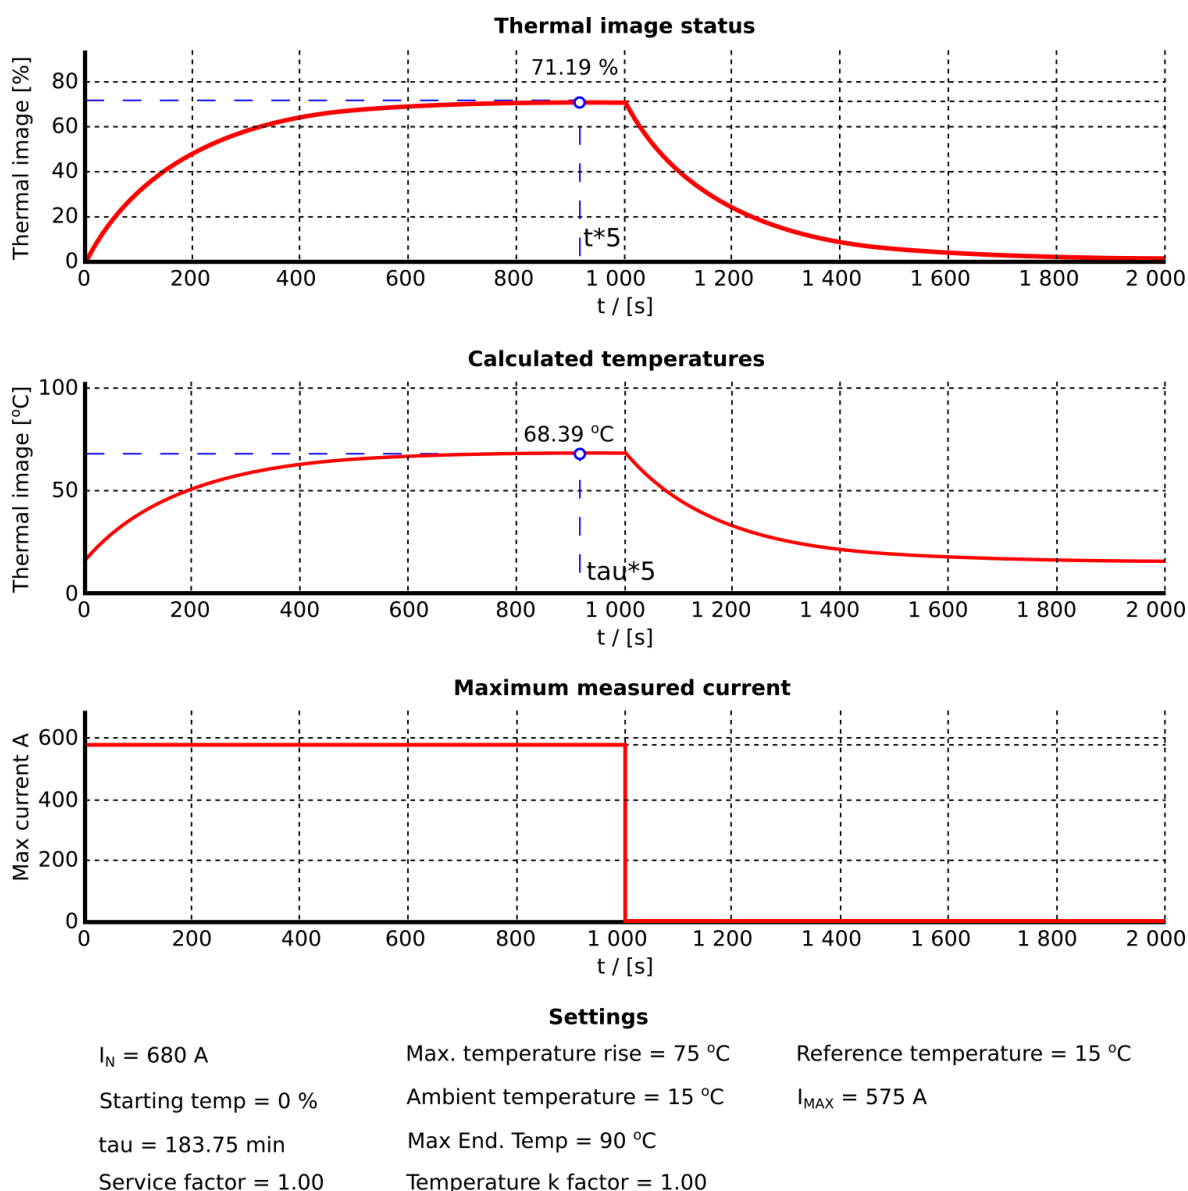 Thermal image status
71.19 %
Thermal image [%]
80
60
40
20
0
t*5
0 200 400 600 800 1 000 1 200 1 400 1 600 1 800 2 000
t / [s]
Calculated temperatures
Thermal image [ºC]
100
50
0
68.39 ºC
tau*5
0 200 400 600 800 1 000 1 200 1 400 1 600 1 800 2 000
t / [s]
Maximum measured current
Max current A
600
400
200
0
0 200 400 600 800 1 000 1 200 1 400 1 600 1 800 2 000
t / [s]
Settings
I_N = 680 A Max. temperature rise = 75 ºC Reference temperature = 15 ºC
Starting temp = 0 % Ambient temperature = 15 ºC I_MAX = 575 A
tau = 183.75 min Max End. Temp = 90 ºC
Service factor = 1.00 Temperature k factor = 1.00